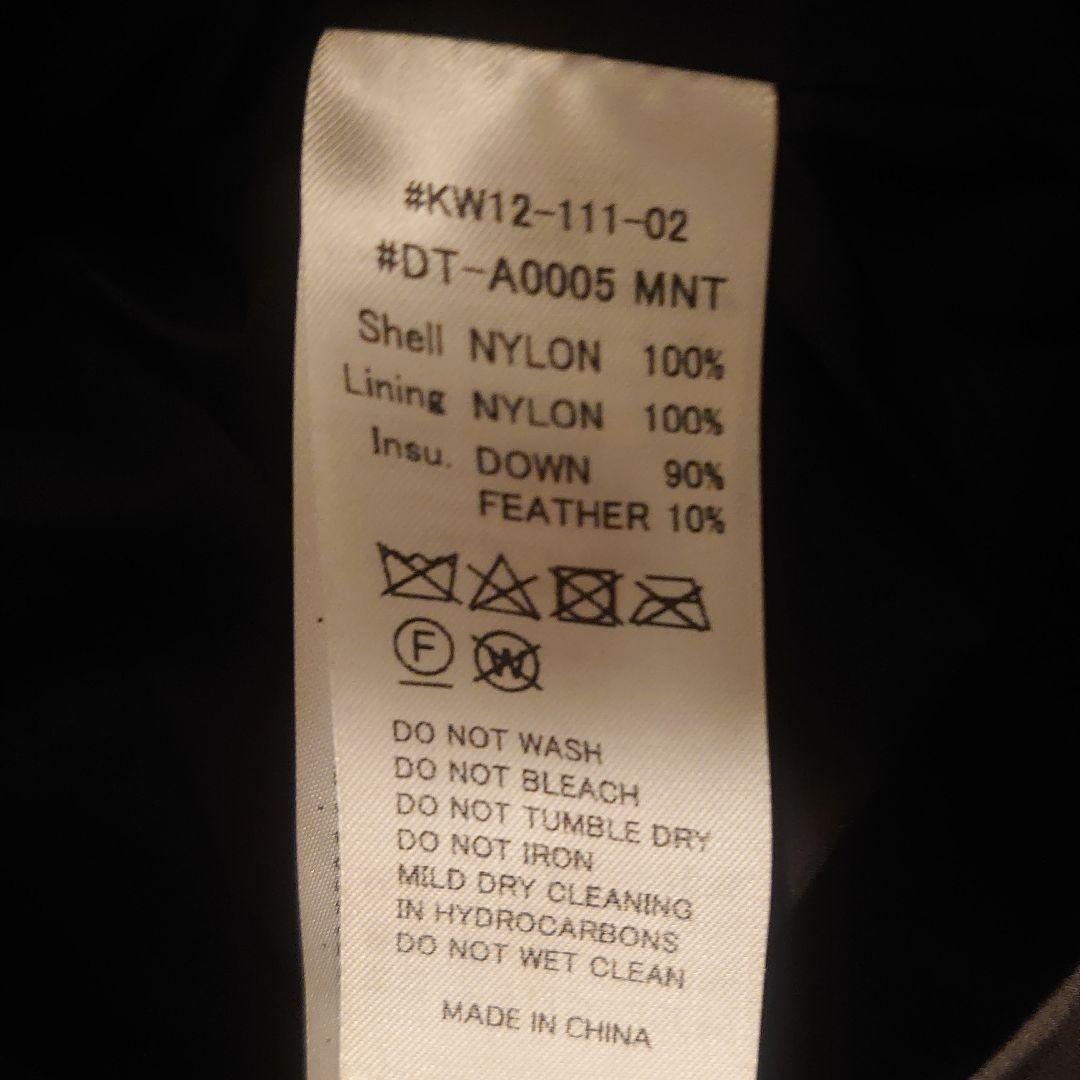 #KW12-111-02
#DT-A0005 MNT
Shell NYLON 100%
Lining NYLON 100%
Insu. DOWN 90%
FEATHER 10%
F W
DO NOT WASH
DO NOT BLEACH
DO NOT TUMBLE DRY
DO NOT IRON
MILD DRY CLEANING
IN HYDROCARBONS
DO NOT WET CLEAN
MADE IN CHINA